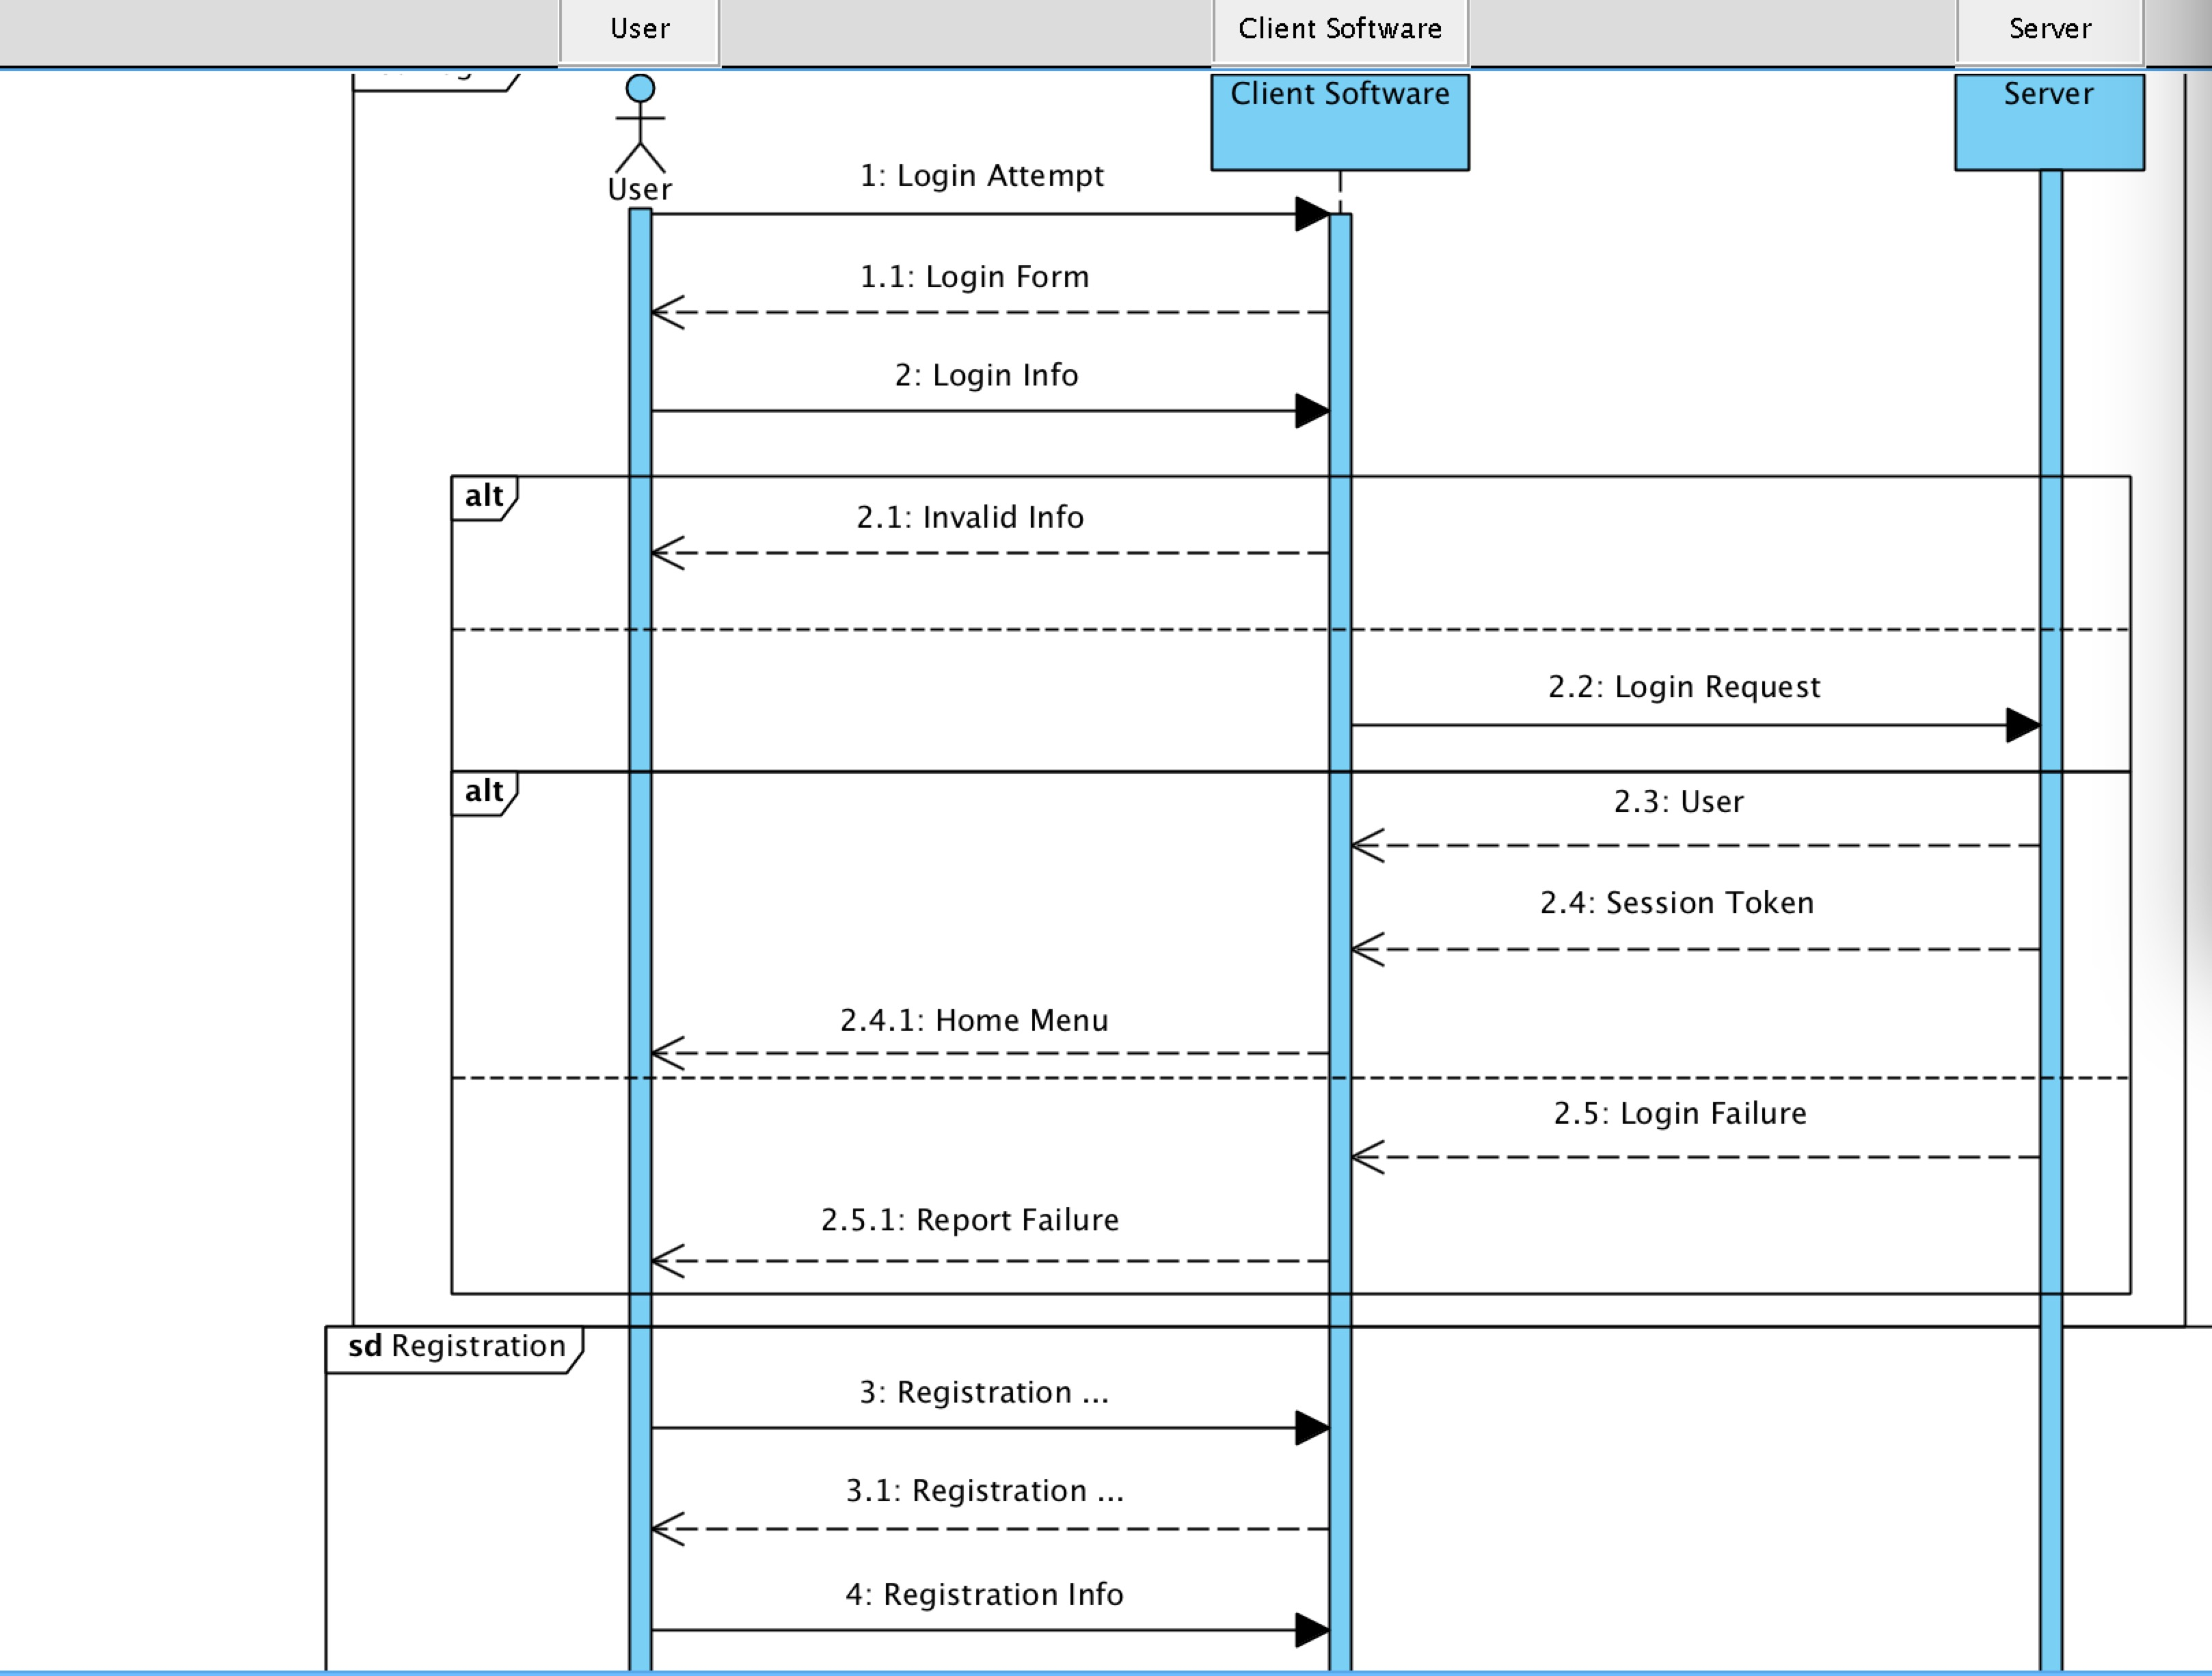 User
Client Software
Server
Client Software
Server
User
1: Login Attempt
1.1: Login Form
2: Login Info
alt
2.1: Invalid Info
2.2: Login Request
alt
2.3: User
2.4: Session Token
2.4.1: Home Menu
2.5: Login Failure
2.5.1: Report Failure
sd Registration
3: Registration ...
3.1: Registration ...
4: Registration Info